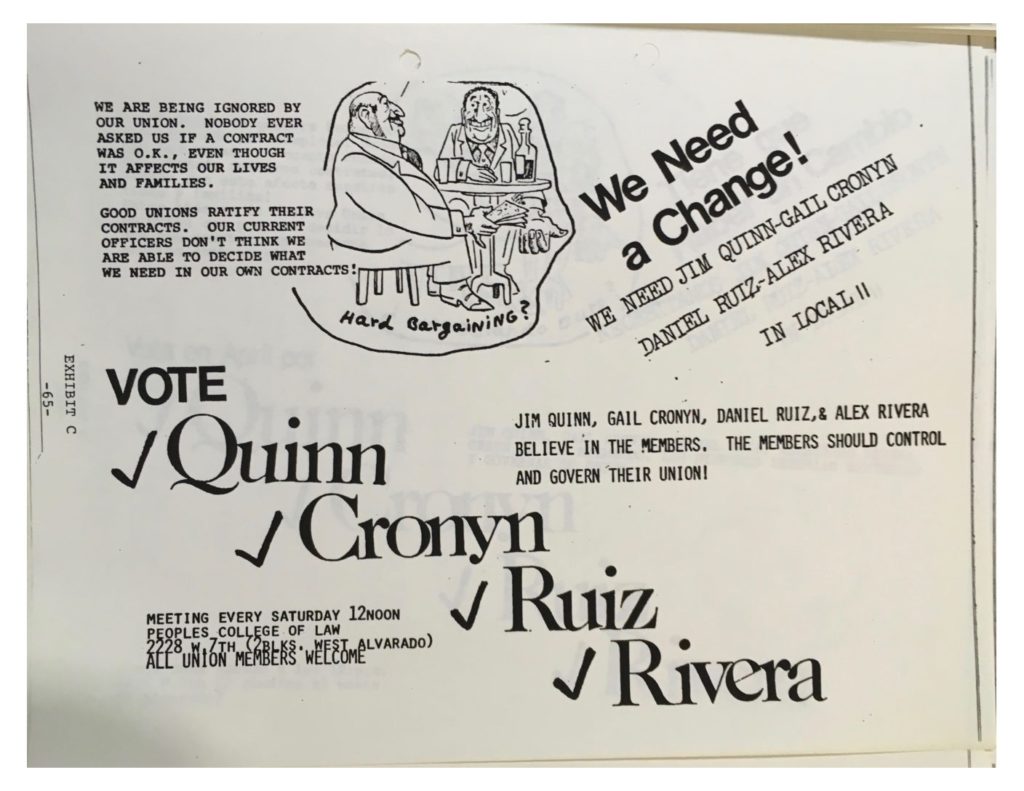 WE ARE BEING IGNORED BY
OUR UNION. NOBODY EVER
ASKED US IF A CONTRACT
WAS O.K., EVEN THOUGH
IT AFFECTS OUR LIVES
AND FAMILIES.
GOOD UNIONS RATIFY THEIR
CONTRACTS. OUR CURRENT
OFFICERS DON'T THINK WE
ARE ABLE TO DECIDE WHAT
WE NEED IN OUR OWN CONTRACTS!
Hard Bargaining?
We Need
a Change!
WE NEED JIM QUINN-GAIL CRONYN
DANIEL RUIZ-ALEX RIVERA
IN LOCAL 11
EXHIBIT C
-65-
VOTE
✓ Quinn
✓ Cronyn
✓ Ruiz
✓ Rivera
JIM QUINN, GAIL CRONYN, DANIEL RUIZ,& ALEX RIVERA
BELIEVE IN THE MEMBERS. THE MEMBERS SHOULD CONTROL
AND GOVERN THEIR UNION!
MEETING EVERY SATURDAY 12NOON
PEOPLES COLLEGE OF LAW
2228 W.7TH (2BLKS. WEST ALVARADO)
ALL UNION MEMBERS WELCOME